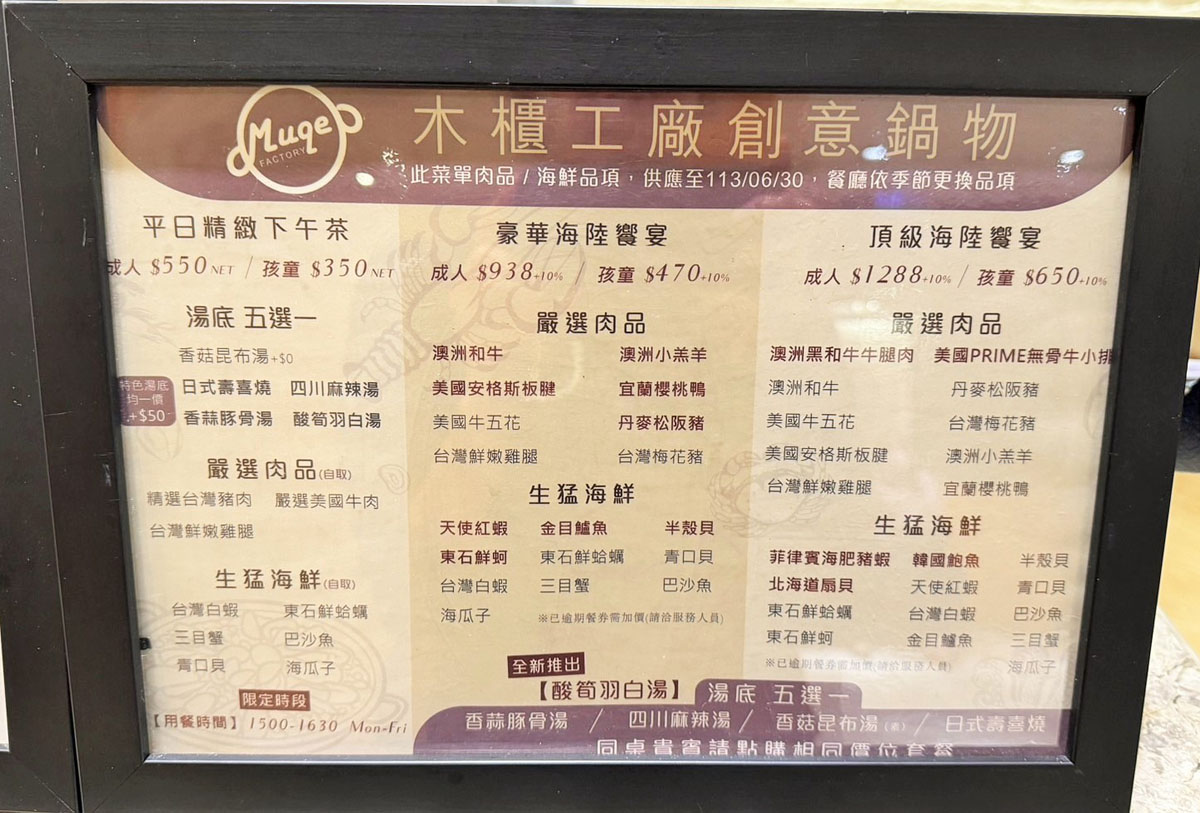 Muqe
FACTORY
木櫃工廠創意鍋物
此菜單肉品 / 海鮮品項，供應至113/06/30，餐廳依季節更換品項
平日精緻下午茶
成人 $550 NET / 孩童 $350 NET
湯底 五選一
香菇昆布湯+$0
特色湯底
均一價
+$50
日式壽喜燒 四川麻辣湯
香蒜豚骨湯 酸筍羽白湯
嚴選肉品(自取)
精選台灣豬肉 嚴選美國牛肉
台灣鮮嫩雞腿
生猛海鮮(自取)
台灣白蝦 東石鮮蛤蠣
三目蟹 巴沙魚
青口貝 海瓜子
限定時段
【用餐時間】 1500-1630 Mon-Fri
豪華海陸饗宴
成人 $938+10% / 孩童 $470+10%
嚴選肉品
澳洲和牛 澳洲小羔羊
美國安格斯板腱 宜蘭櫻桃鴨
美國牛五花 丹麥松阪豬
台灣鮮嫩雞腿 台灣梅花豬
生猛海鮮
天使紅蝦 金目鱸魚 半殼貝
東石鮮蚵 東石鮮蛤蠣 青口貝
台灣白蝦 三目蟹 巴沙魚
海瓜子 ※已逾期餐券需加價(請洽服務人員)
頂級海陸饗宴
成人 $1288+10% / 孩童 $650+10%
嚴選肉品
澳洲黑和牛牛腿肉 美國PRIME無骨牛小排
澳洲和牛 丹麥松阪豬
美國牛五花 台灣梅花豬
美國安格斯板腱 澳洲小羔羊
台灣鮮嫩雞腿 宜蘭櫻桃鴨
生猛海鮮
菲律賓海肥豬蝦 韓國鮑魚 半殼貝
北海道扇貝 天使紅蝦 青口貝
東石鮮蛤蠣 台灣白蝦 巴沙魚
東石鮮蚵 金目鱸魚 三目蟹
※已逾期餐券需加價(請洽服務人員) 海瓜子
全新推出
【酸筍羽白湯】 湯底 五選一
香蒜豚骨湯 / 四川麻辣湯 / 香菇昆布湯(素) / 日式壽喜燒
同桌貴賓請點購相同價位套餐